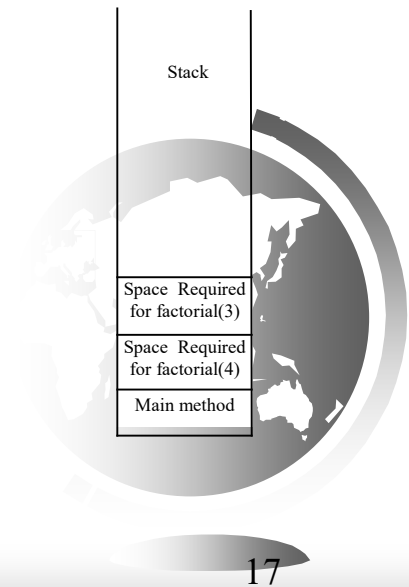 Stack
Space Required
for factorial(3)
Space Required
for factorial(4)
Main method
17